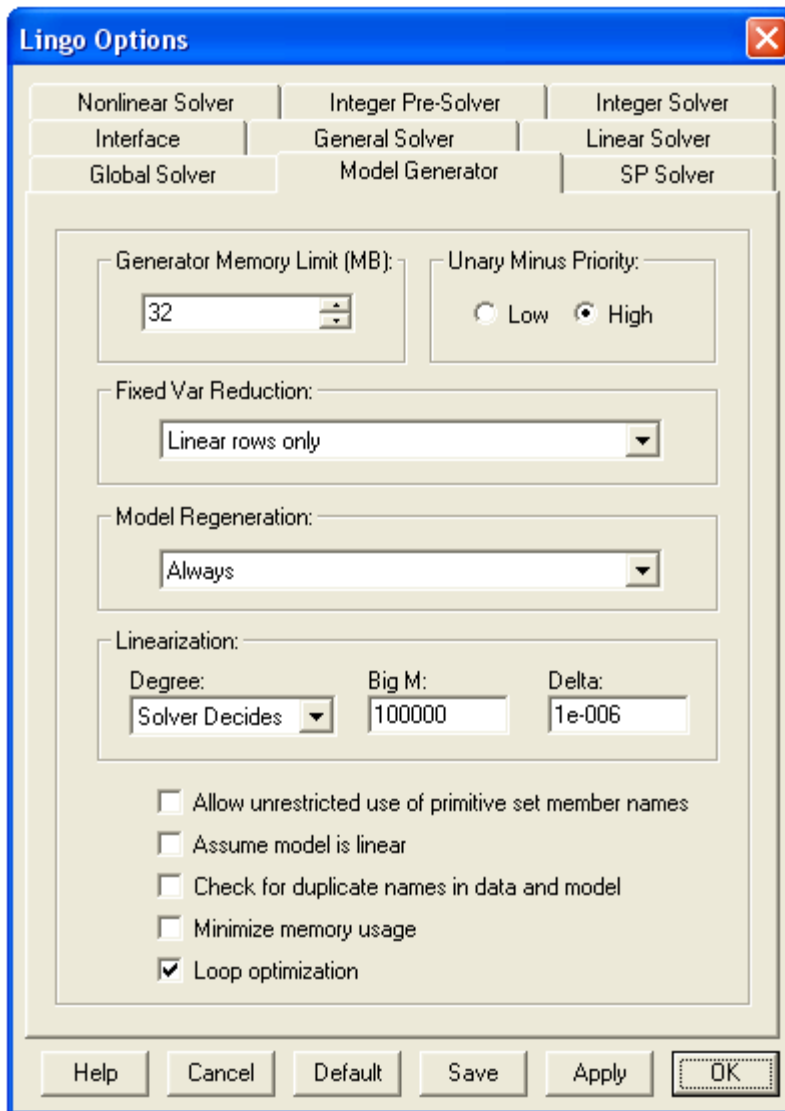 Lingo Options
Nonlinear Solver Integer Pre-Solver Integer Solver
Interface General Solver Linear Solver
Global Solver Model Generator SP Solver
Generator Memory Limit (MB): Unary Minus Priority:
32 Low High
Fixed Var Reduction:
Linear rows only
Model Regeneration:
Always
Linearization:
Degree: Big M: Delta:
Solver Decides 100000 1e-006
Allow unrestricted use of primitive set member names
Assume model is linear
Check for duplicate names in data and model
Minimize memory usage
Loop optimization
Help Cancel Default Save Apply OK